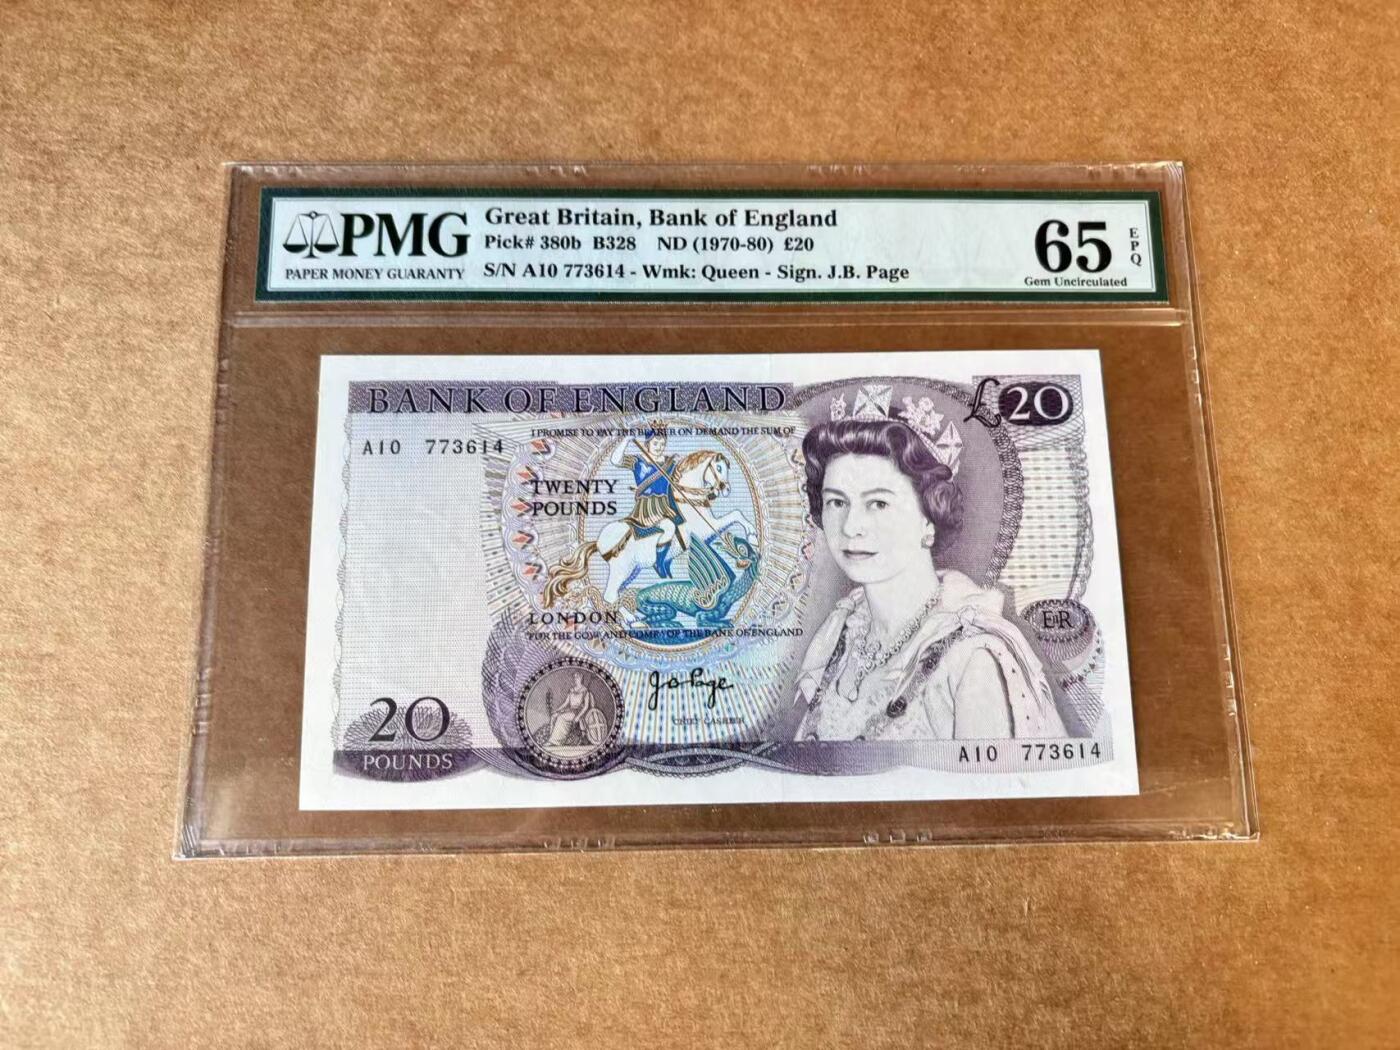 PMG
PAPER MONEY GUARANTY
Great Britain, Bank of England
Pick# 380b B328 ND (1970-80) £20
S/N A10 773614 - Wmk: Queen - Sign. J.B. Page
65
EPQ
Gem Uncirculated
BANK OF ENGLAND
£20
A10 773614
I PROMISE TO PAY THE BEARER ON DEMAND THE SUM OF
TWENTY
POUNDS
LONDON
FOR THE GOVR AND COMPA OF THE BANK OF ENGLAND
EIIR
J B Page
CHIEF CASHIER
20
POUNDS
A10 773614